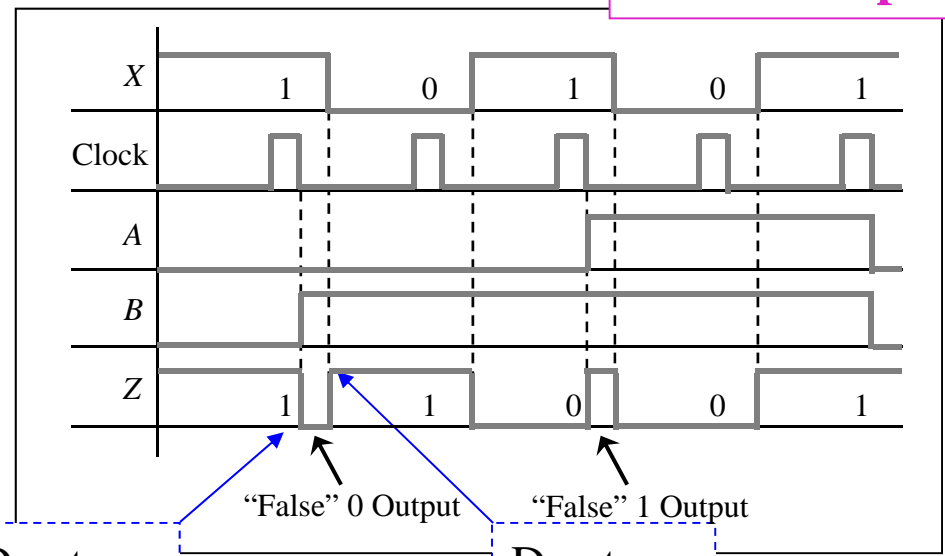 X 1 0 1 0 1
Clock
A
B
Z 1 1 0 0 1
“False” 0 Output “False” 1 Output